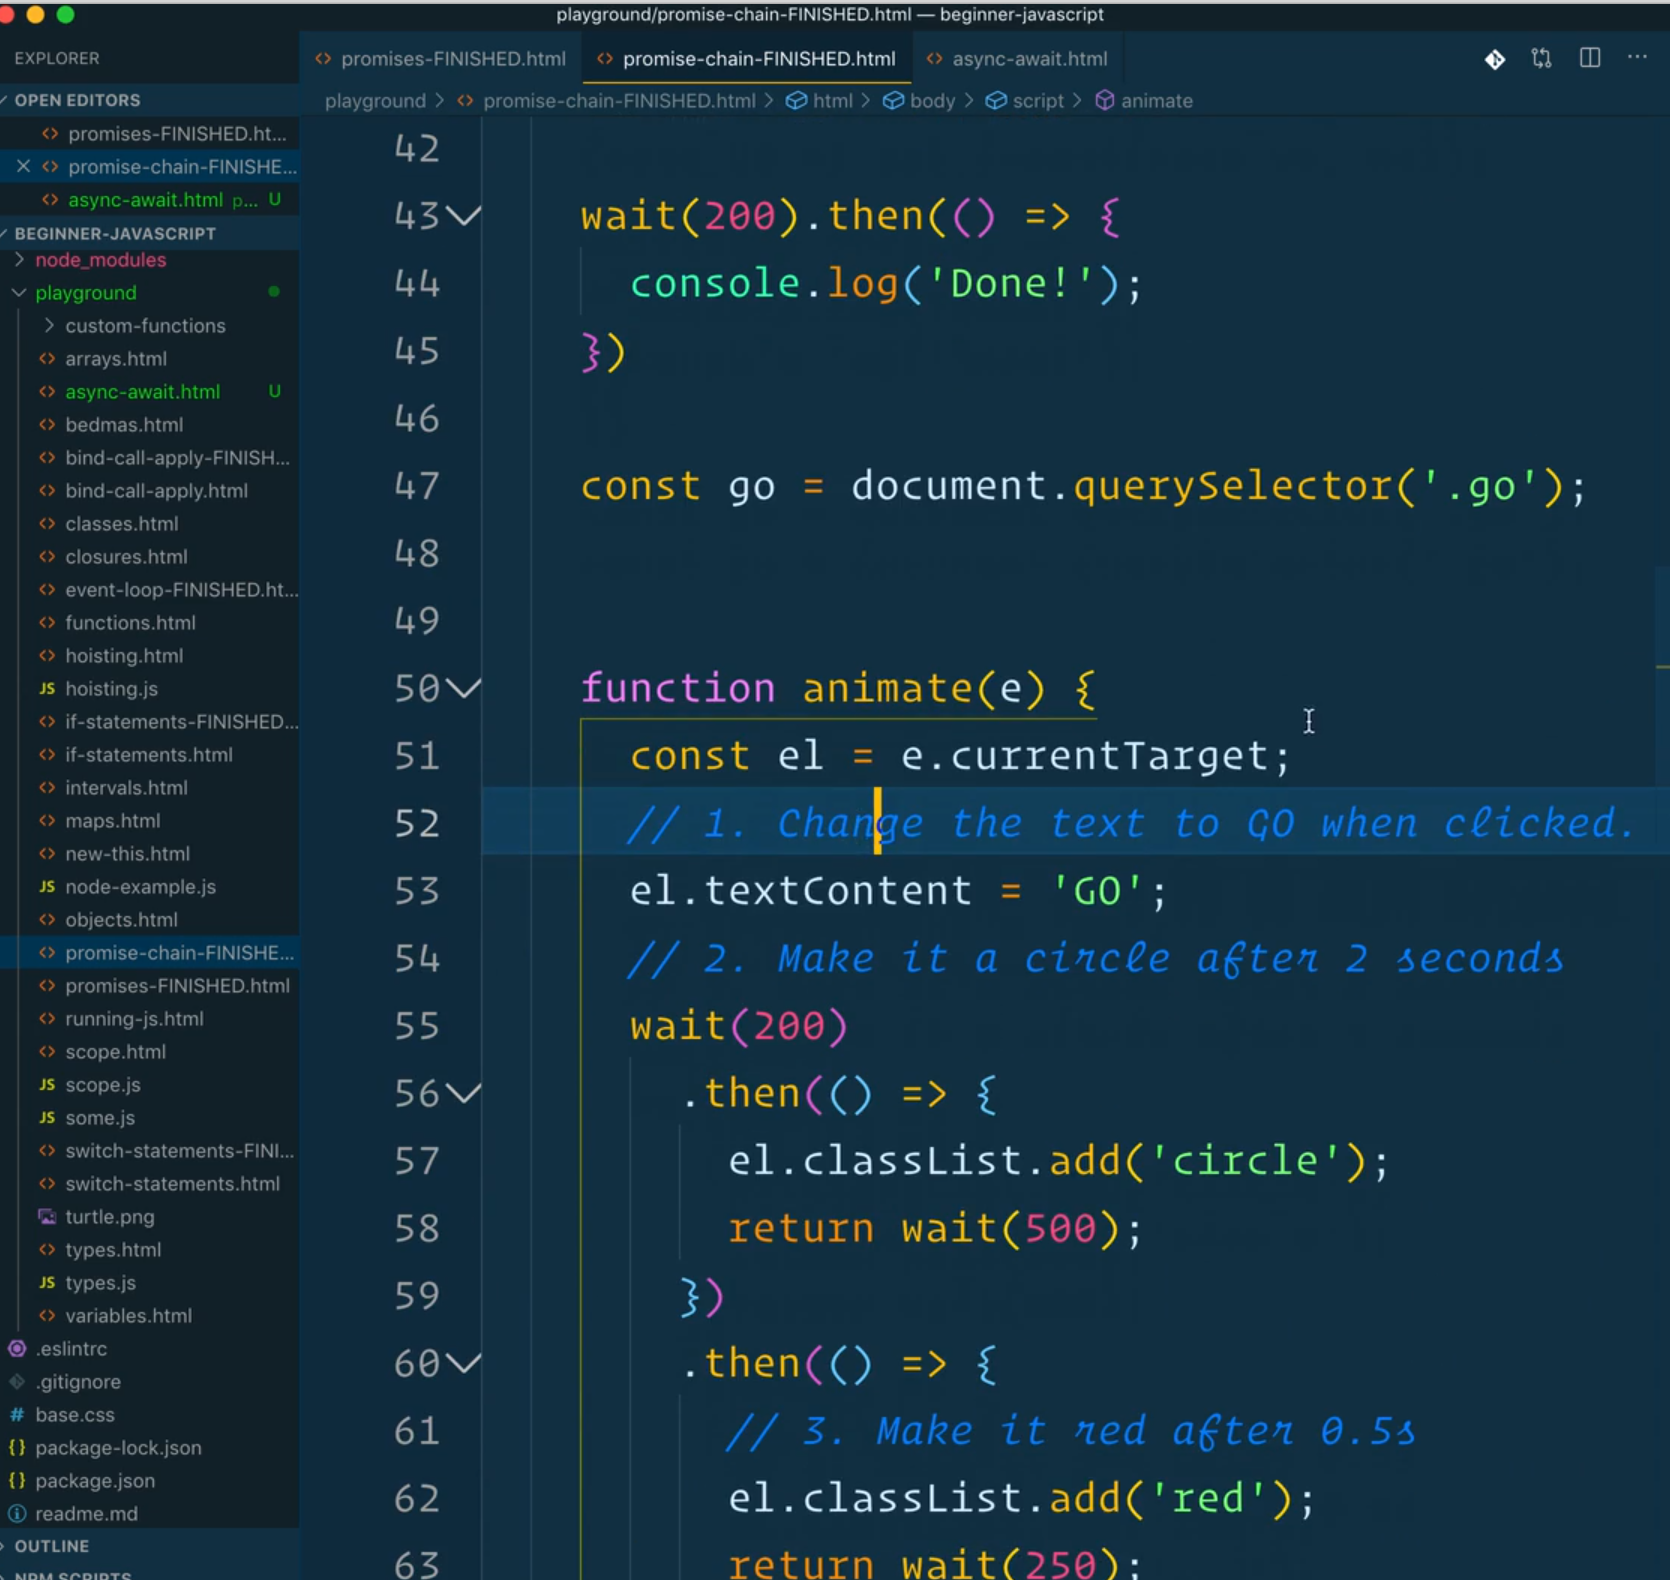 playground/promise-chain-FINISHED.html — beginner-javascript
EXPLORER
OPEN EDITORS
promises-FINISHED.ht...
promise-chain-FINISHE...
async-await.html p... U
BEGINNER-JAVASCRIPT
node_modules
playground
custom-functions
arrays.html
async-await.html U
bedmas.html
bind-call-apply-FINISH...
bind-call-apply.html
classes.html
closures.html
event-loop-FINISHED.ht...
functions.html
hoisting.html
JS hoisting.js
if-statements-FINISHED...
if-statements.html
intervals.html
maps.html
new-this.html
JS node-example.js
objects.html
promise-chain-FINISHE...
promises-FINISHED.html
running-js.html
scope.html
JS scope.js
JS some.js
switch-statements-FINI...
switch-statements.html
turtle.png
types.html
JS types.js
variables.html
.eslintrc
.gitignore
# base.css
{} package-lock.json
{} package.json
readme.md
OUTLINE
NPM SCRIPTS
promises-FINISHED.html promise-chain-FINISHED.html async-await.html
playground > promise-chain-FINISHED.html > html > body > script > animate
42
43 wait(200).then(() => {
44 console.log('Done!');
45 })
46
47 const go = document.querySelector('.go');
48
49
50 function animate(e) {
51 const el = e.currentTarget;
52 // 1. Change the text to GO when clicked.
53 el.textContent = 'GO';
54 // 2. Make it a circle after 2 seconds
55 wait(200)
56 .then(() => {
57 el.classList.add('circle');
58 return wait(500);
59 })
60 .then(() => {
61 // 3. Make it red after 0.5s
62 el.classList.add('red');
63 return wait(250);